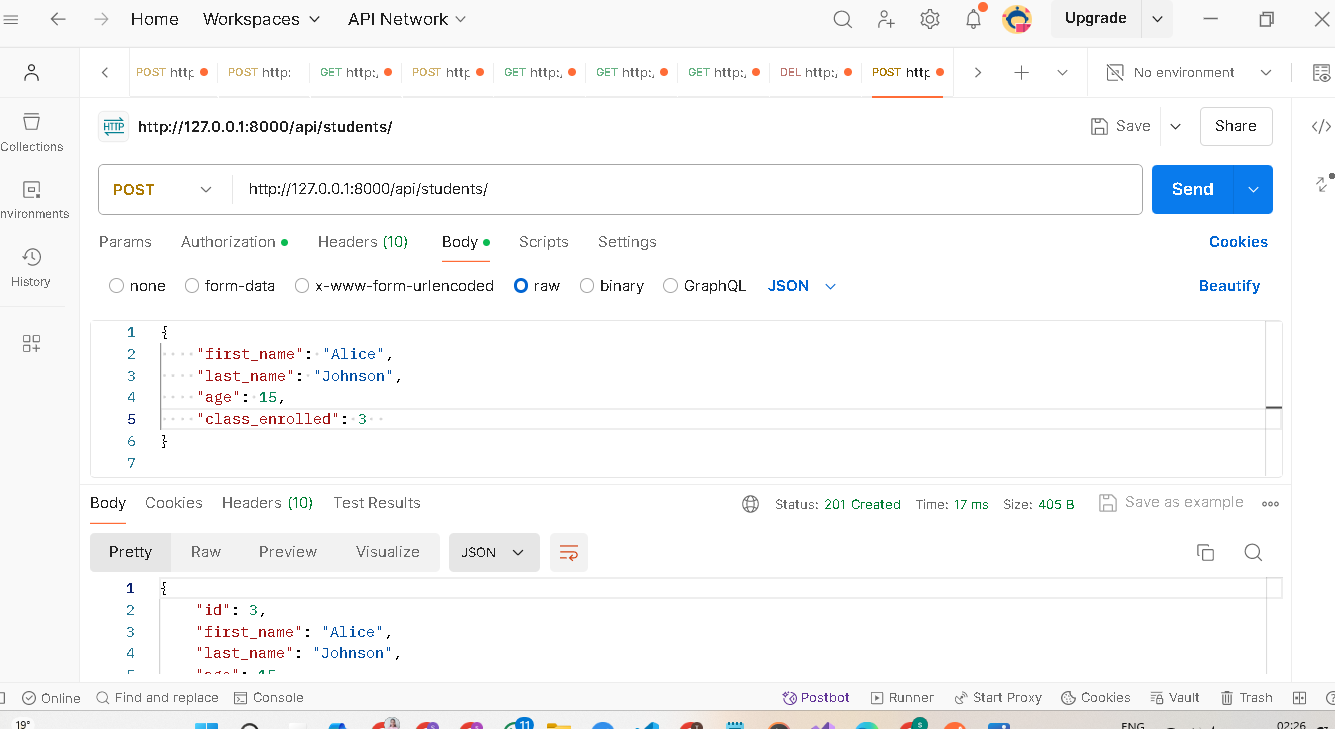 Home Workspaces API Network Upgrade
POST http POST http: GET http:, POST http GET http:, GET http:, GET http:, DEL http:, POST http No environment
HTTP http://127.0.0.1:8000/api/students/ Save Share
Collections
POST http://127.0.0.1:8000/api/students/ Send
nvironments
Params Authorization Headers (10) Body Scripts Settings Cookies
History
none form-data x-www-form-urlencoded raw binary GraphQL JSON Beautify
1 {
2 "first_name": "Alice",
3 "last_name": "Johnson",
4 "age": 15,
5 "class_enrolled": 3
6 }
7
Body Cookies Headers (10) Test Results Status: 201 Created Time: 17 ms Size: 405 B Save as example
Pretty Raw Preview Visualize JSON
1 {
2 "id": 3,
3 "first_name": "Alice",
4 "last_name": "Johnson",
5 "age": 15
Online Find and replace Console Postbot Runner Start Proxy Cookies Vault Trash
19° 11 ENG 02:26